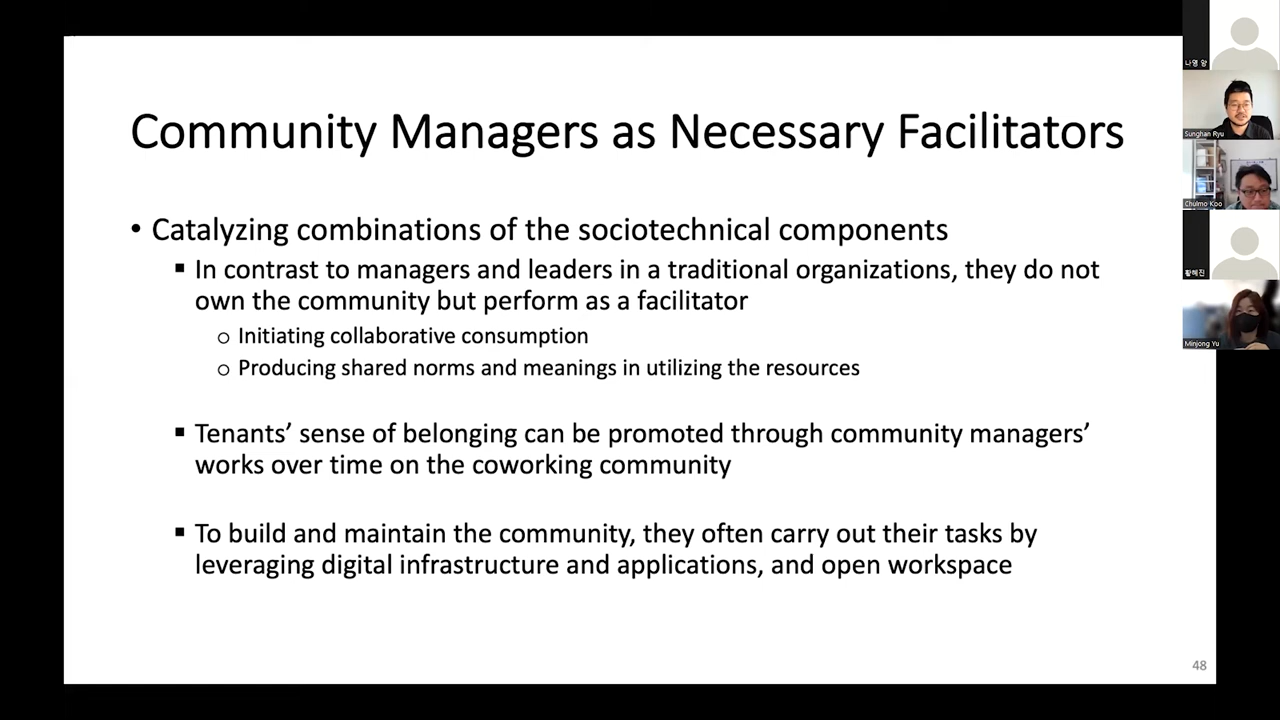 Community Managers as Necessary Facilitators
• Catalyzing combinations of the sociotechnical components
▪ In contrast to managers and leaders in a traditional organizations, they do not
own the community but perform as a facilitator
o Initiating collaborative consumption
o Producing shared norms and meanings in utilizing the resources
▪ Tenants’ sense of belonging can be promoted through community managers’
works over time on the coworking community
▪ To build and maintain the community, they often carry out their tasks by
leveraging digital infrastructure and applications, and open workspace
48
나영 양
Sunghan Ryu
Chulmo Koo
황혜진
Minjong Yu